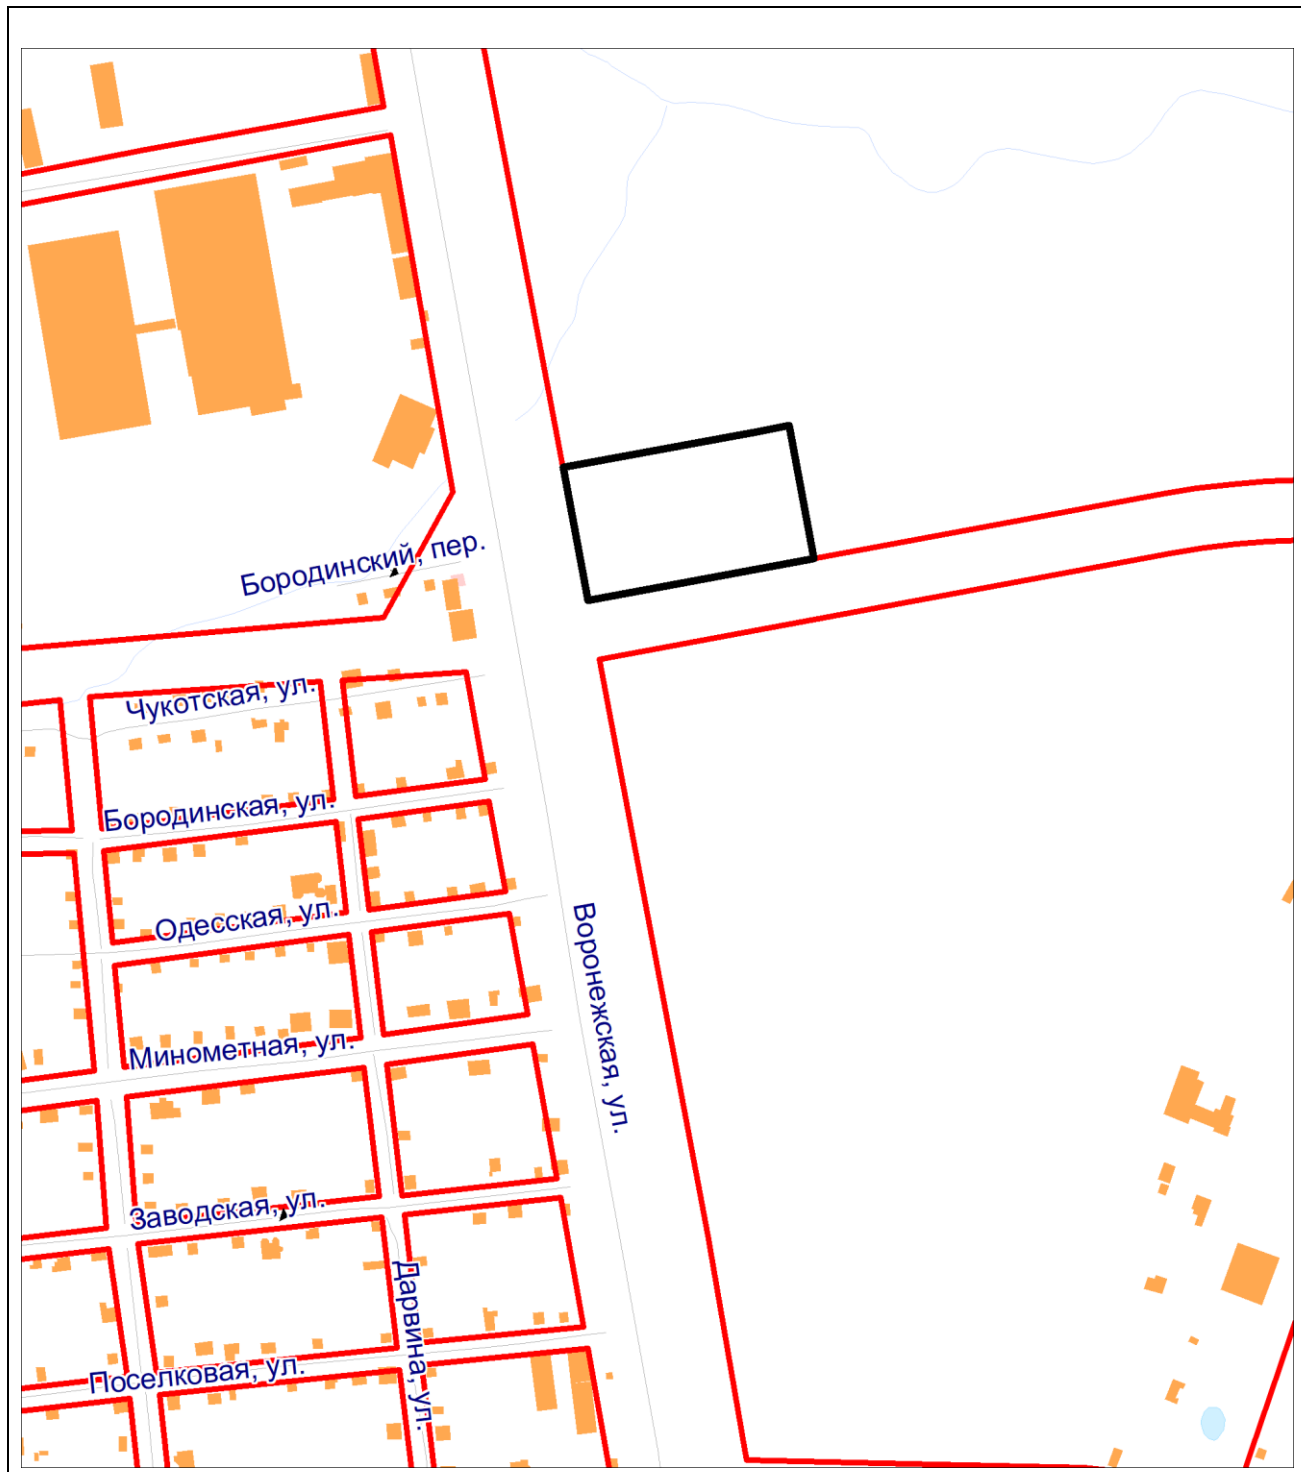 Бородинский, пер.
Чукотская, ул.
Бородинская, ул.
Одесская, ул.
Воронежская, ул.
Минометная, ул.
Заводская, ул.
Дарвина, ул.
Поселковая, ул.